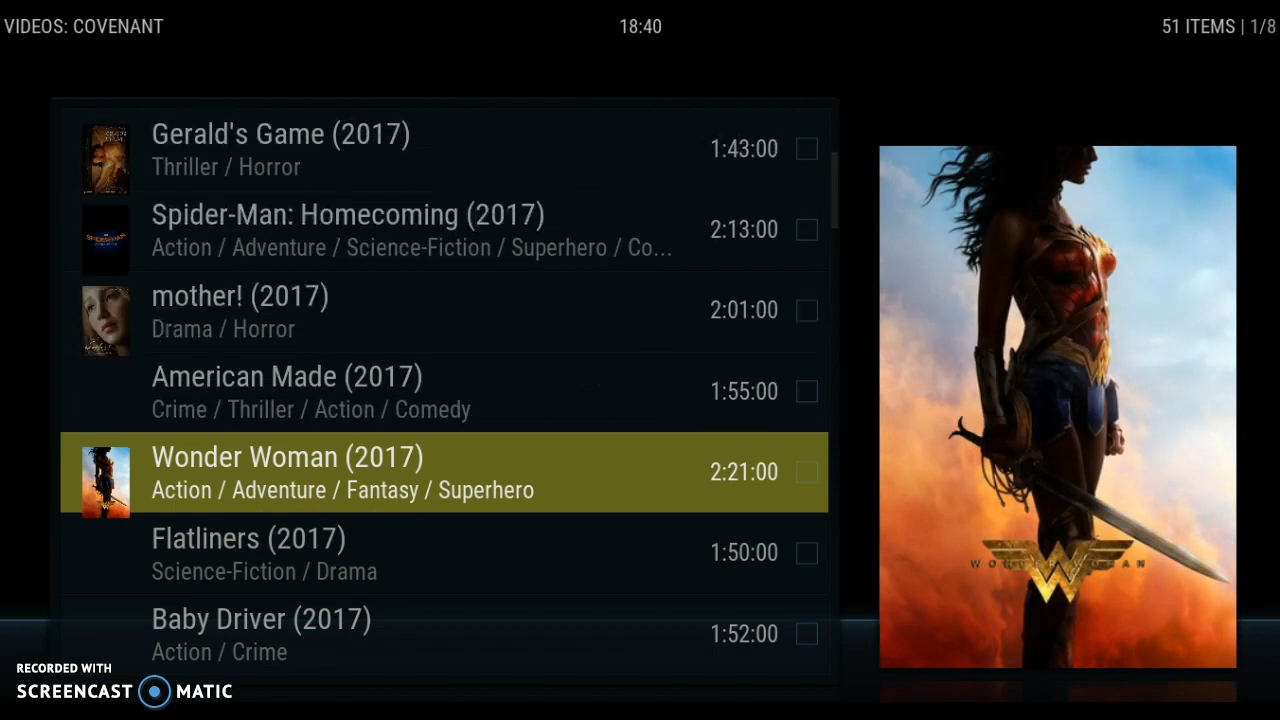 VIDEOS: COVENANT
18:40
51 ITEMS | 1/8
Gerald's Game (2017)
Thriller / Horror
1:43:00
Spider-Man: Homecoming (2017)
Action / Adventure / Science-Fiction / Superhero / Co...
2:13:00
mother! (2017)
Drama / Horror
2:01:00
American Made (2017)
Crime / Thriller / Action / Comedy
1:55:00
Wonder Woman (2017)
Action / Adventure / Fantasy / Superhero
2:21:00
Flatliners (2017)
Science-Fiction / Drama
1:50:00
Baby Driver (2017)
Action / Crime
1:52:00
WONDER WOMAN
RECORDED WITH
SCREENCAST MATIC